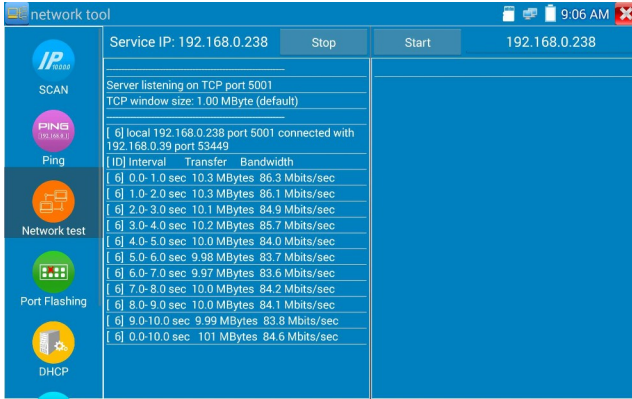 network tool
9:06 AM
Service IP: 192.168.0.238
Stop
Start
192.168.0.238
IP
10000
SCAN
PING
192.168.0.1
Ping
Network test
Port Flashing
DHCP
Server listening on TCP port 5001
TCP window size: 1.00 MByte (default)
[ 6] local 192.168.0.238 port 5001 connected with
192.168.0.39 port 53449
[ ID] Interval Transfer Bandwidth
[ 6] 0.0- 1.0 sec 10.3 MBytes 86.3 Mbits/sec
[ 6] 1.0- 2.0 sec 10.3 MBytes 86.1 Mbits/sec
[ 6] 2.0- 3.0 sec 10.1 MBytes 84.9 Mbits/sec
[ 6] 3.0- 4.0 sec 10.2 MBytes 85.7 Mbits/sec
[ 6] 4.0- 5.0 sec 10.0 MBytes 84.0 Mbits/sec
[ 6] 5.0- 6.0 sec 9.98 MBytes 83.7 Mbits/sec
[ 6] 6.0- 7.0 sec 9.97 MBytes 83.6 Mbits/sec
[ 6] 7.0- 8.0 sec 10.0 MBytes 84.2 Mbits/sec
[ 6] 8.0- 9.0 sec 10.0 MBytes 84.1 Mbits/sec
[ 6] 9.0-10.0 sec 9.99 MBytes 83.8 Mbits/sec
[ 6] 0.0-10.0 sec 101 MBytes 84.6 Mbits/sec